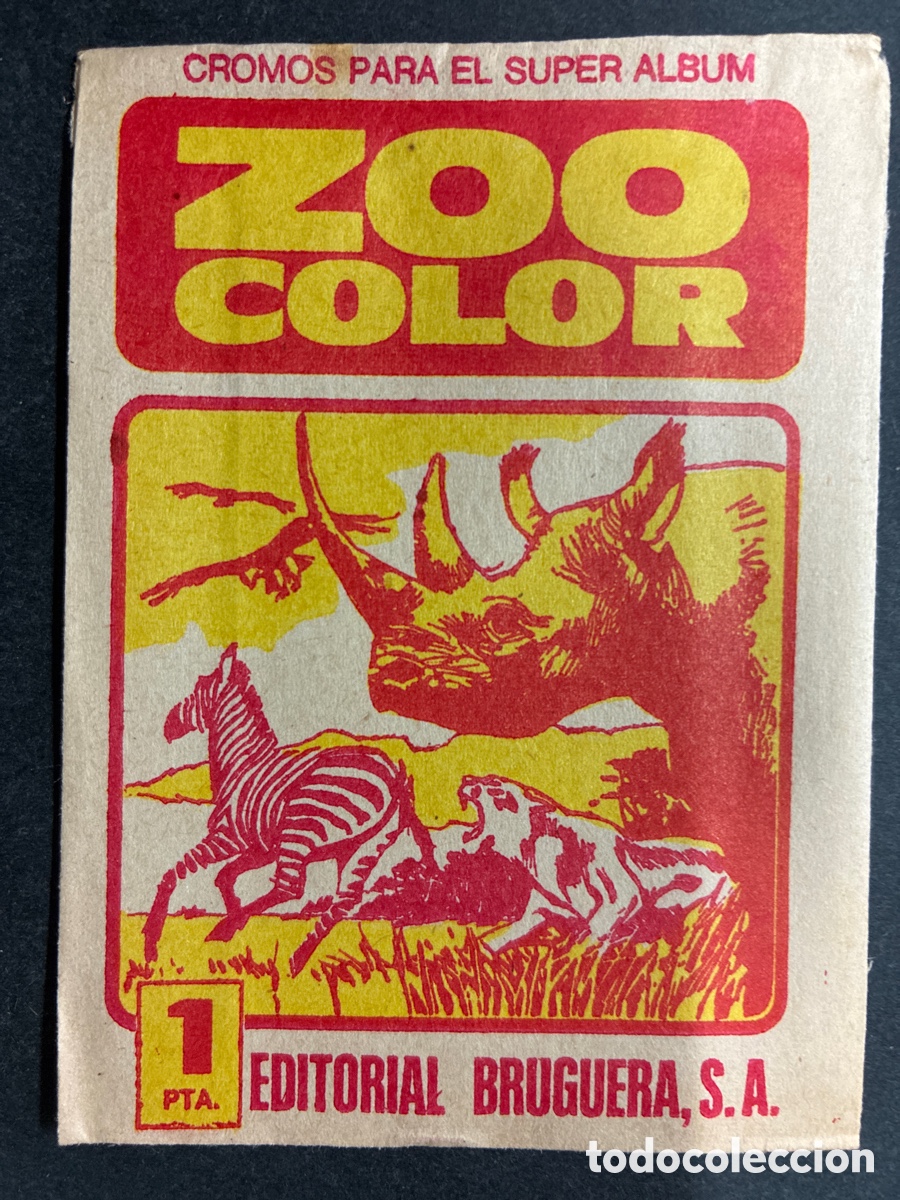 CROMOS PARA EL SUPER ALBUM
ZOO
COLOR
1
PTA.
EDITORIAL BRUGUERA, S.A.
todocoleccion